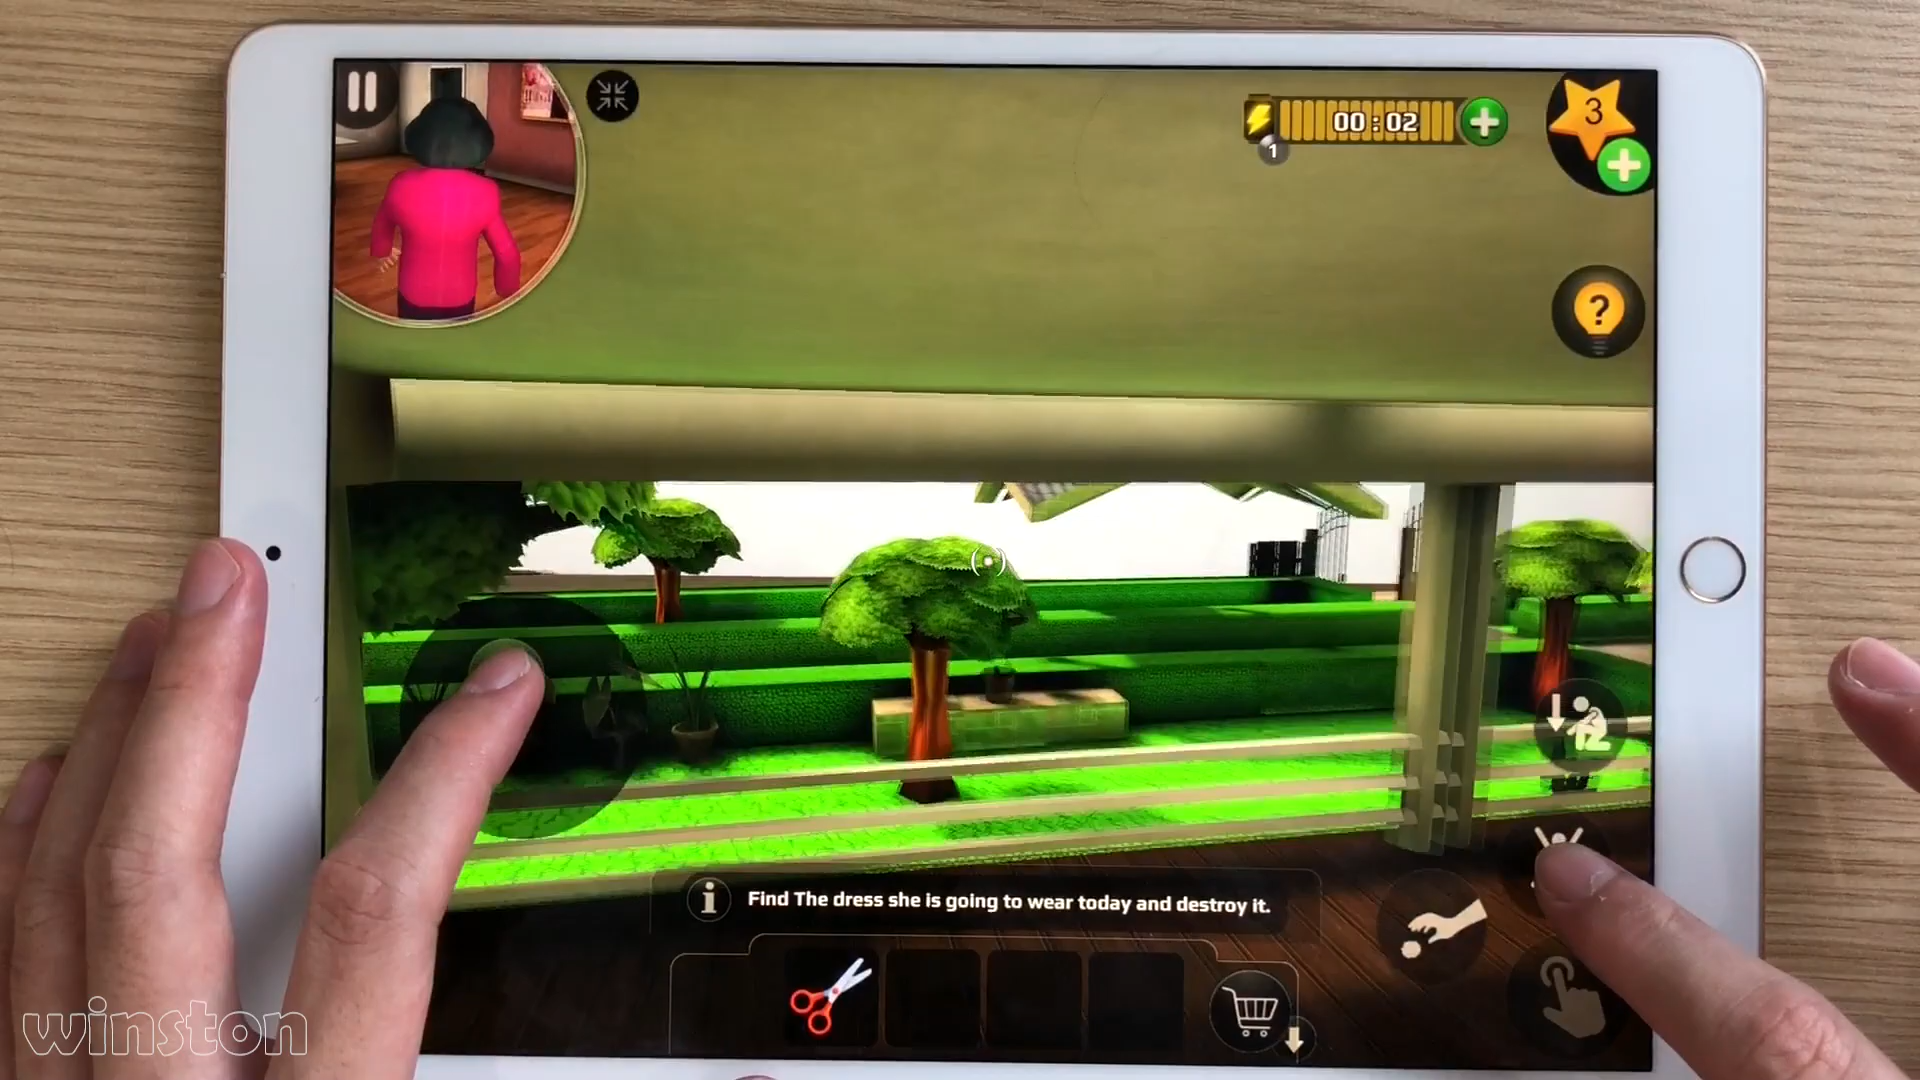 3
00:02
1
?
Find The dress she is going to wear today and destroy it.
winston